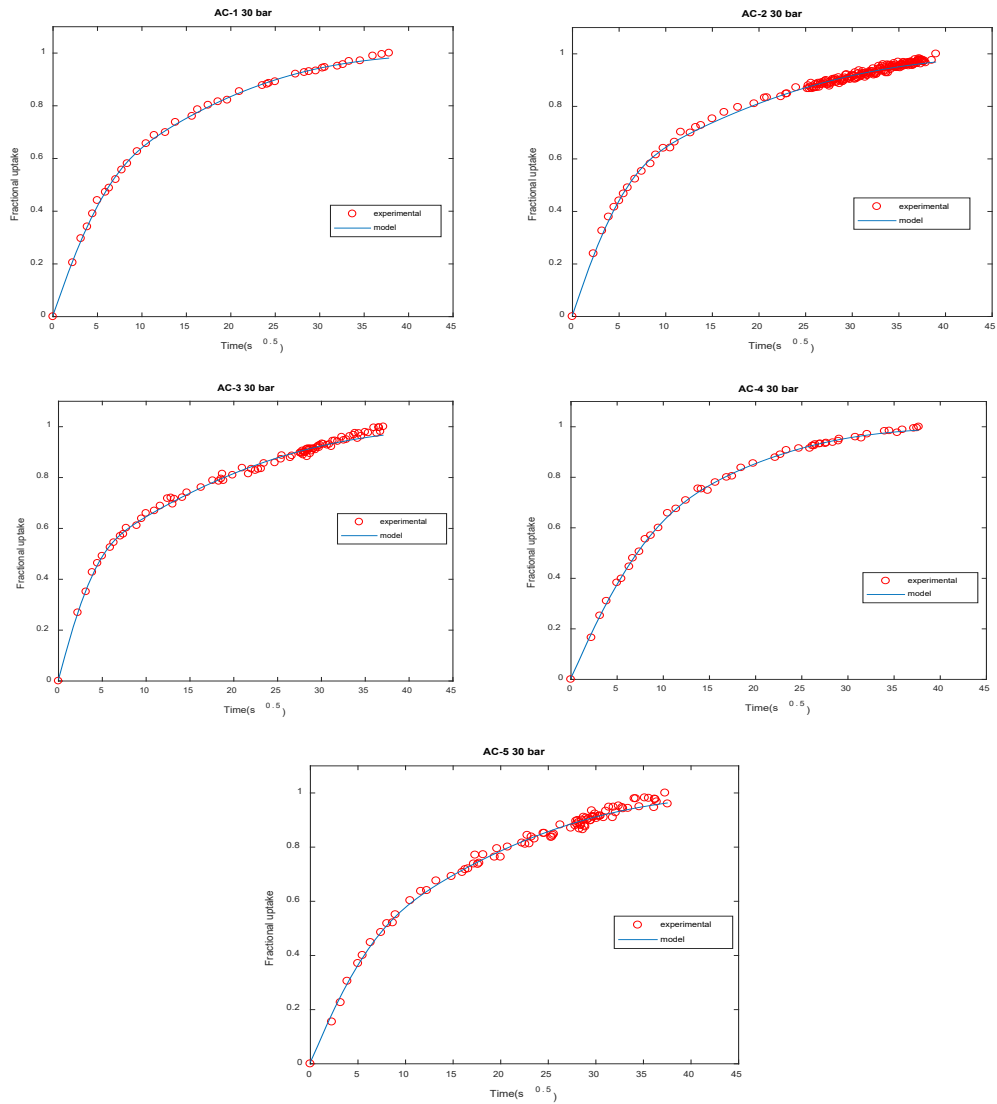 AC-1 30 bar
Fractional uptake
1
0.8
0.6
0.4
0.2
0
0 5 10 15 20 25 30 35 40 45
Time(s 0.5)
experimental
model
AC-2 30 bar
Fractional uptake
1
0.8
0.6
0.4
0.2
0
0 5 10 15 20 25 30 35 40 45
Time(s 0.5)
experimental
model
AC-3 30 bar
Fractional uptake
1
0.8
0.6
0.4
0.2
0
0 5 10 15 20 25 30 35 40 45
Time(s 0.5)
experimental
model
AC-4 30 bar
Fractional uptake
1
0.8
0.6
0.4
0.2
0
0 5 10 15 20 25 30 35 40 45
Time(s 0.5)
experimental
model
AC-5 30 bar
Fractional uptake
1
0.8
0.6
0.4
0.2
0
0 5 10 15 20 25 30 35 40 45
Time(s 0.5)
experimental
model